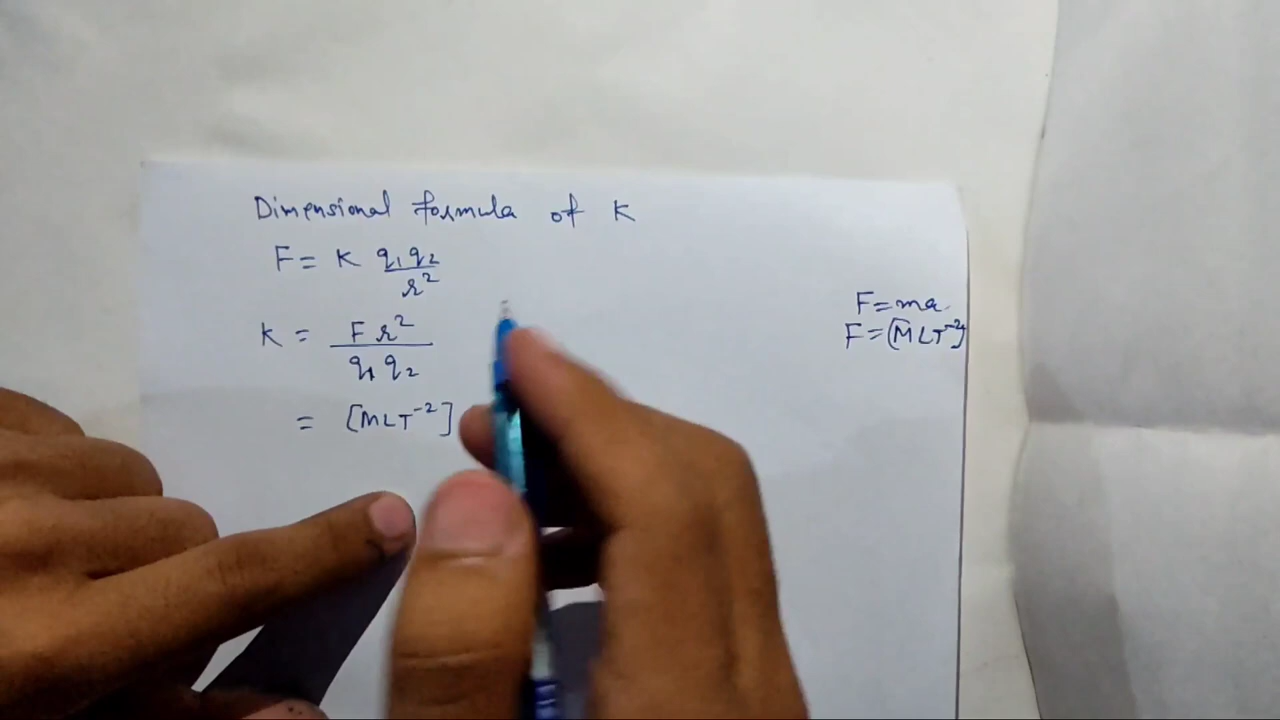 Dimensional formula of K
F = K q₁q₂/r²
K = Fr²/q₁q₂
= [MLT⁻²]
F=ma
F=[MLT⁻²]